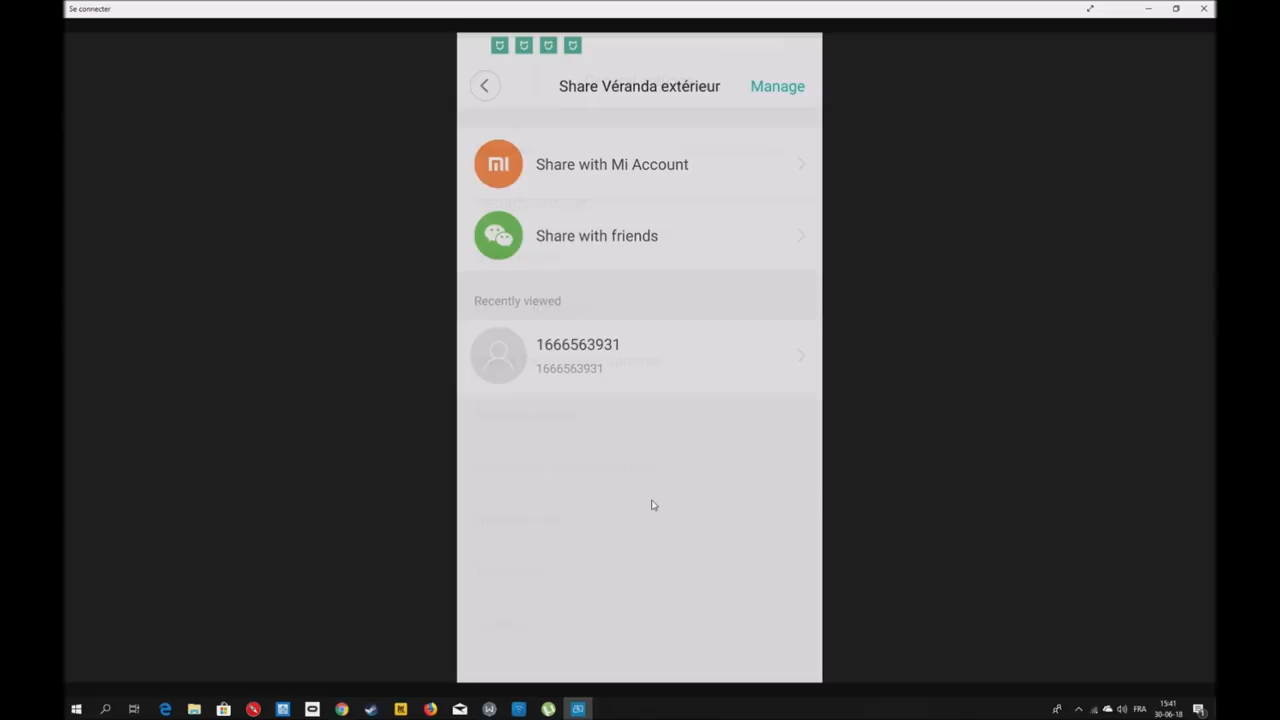 Se connecter
Share Véranda extérieur
Manage
mi
Share with Mi Account
Share with friends
Recently viewed
1666563931
1666563931
15:41
FRA
30-06-18